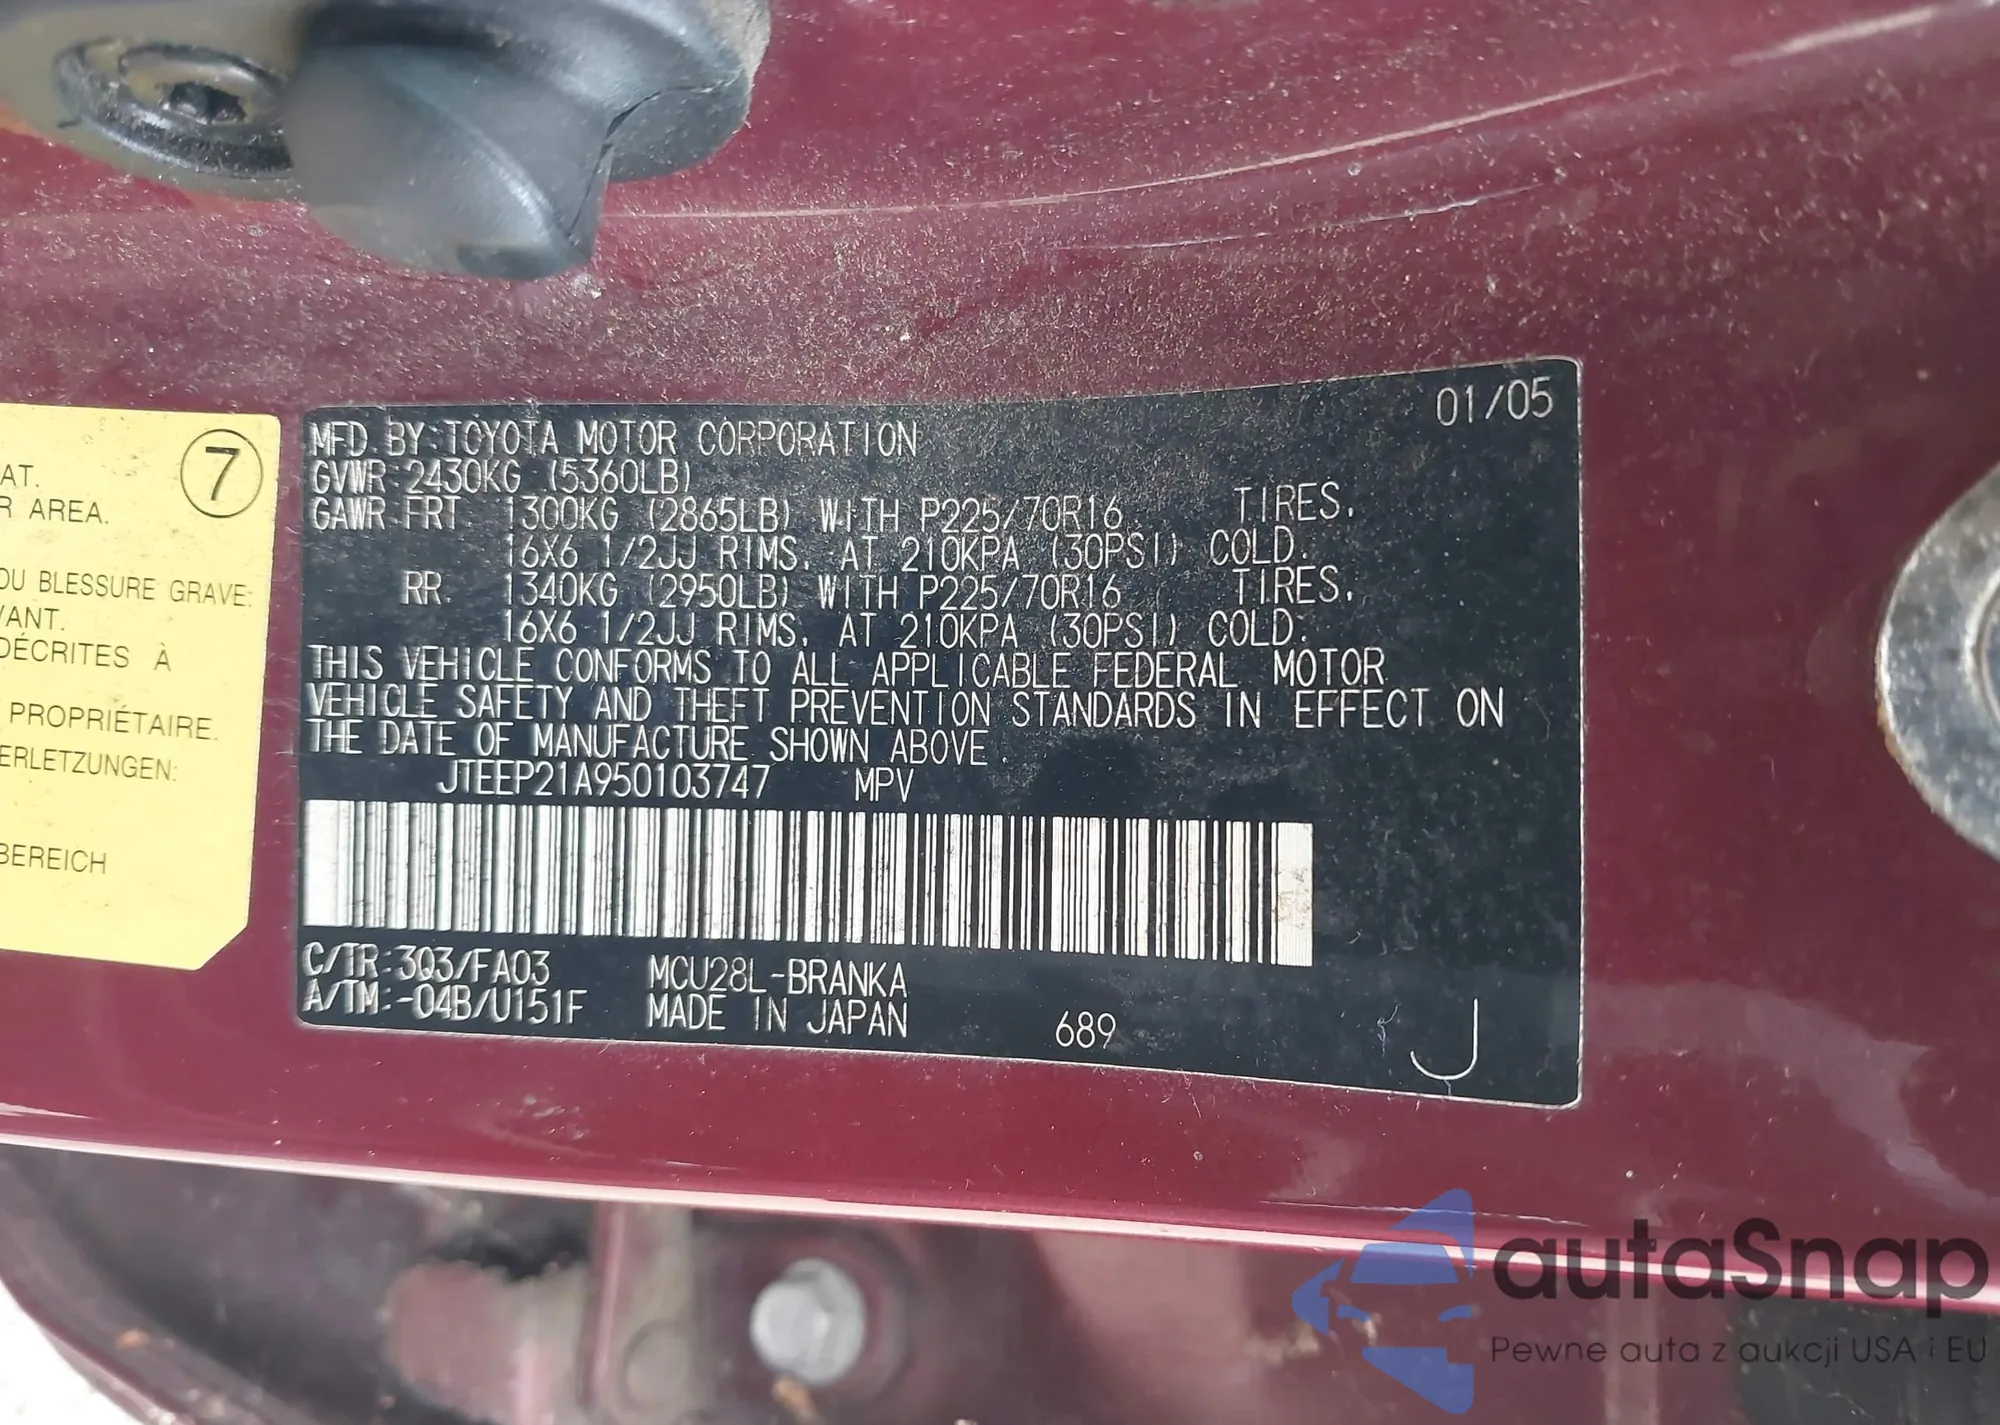 7
AT.
R AREA.
OU BLESSURE GRAVE:
VANT.
DÉCRITES À
PROPRIÉTAIRE.
ERLETZUNGEN:
BEREICH
01/05
MFD. BY: TOYOTA MOTOR CORPORATION
GVWR 2430KG (5360LB)
GAWR FRT 1300KG (2865LB) WITH P225/70R16 TIRES.
16X6 1/2JJ RIMS, AT 210KPA (30PSI) COLD.
RR. 1340KG (2950LB) WITH P225/70R16 TIRES.
16X6 1/2JJ RIMS, AT 210KPA (30PSI) COLD.
THIS VEHICLE CONFORMS TO ALL APPLICABLE FEDERAL MOTOR
VEHICLE SAFETY AND THEFT PREVENTION STANDARDS IN EFFECT ON
THE DATE OF MANUFACTURE SHOWN ABOVE.
JTEEP21A950103747 MPV
C/TR:3Q3/FA03 MCU28L-BRANKA
A/TM:-04B/U151F MADE IN JAPAN 689 J
autaSnap
Pewne auta z aukcji USA i EU